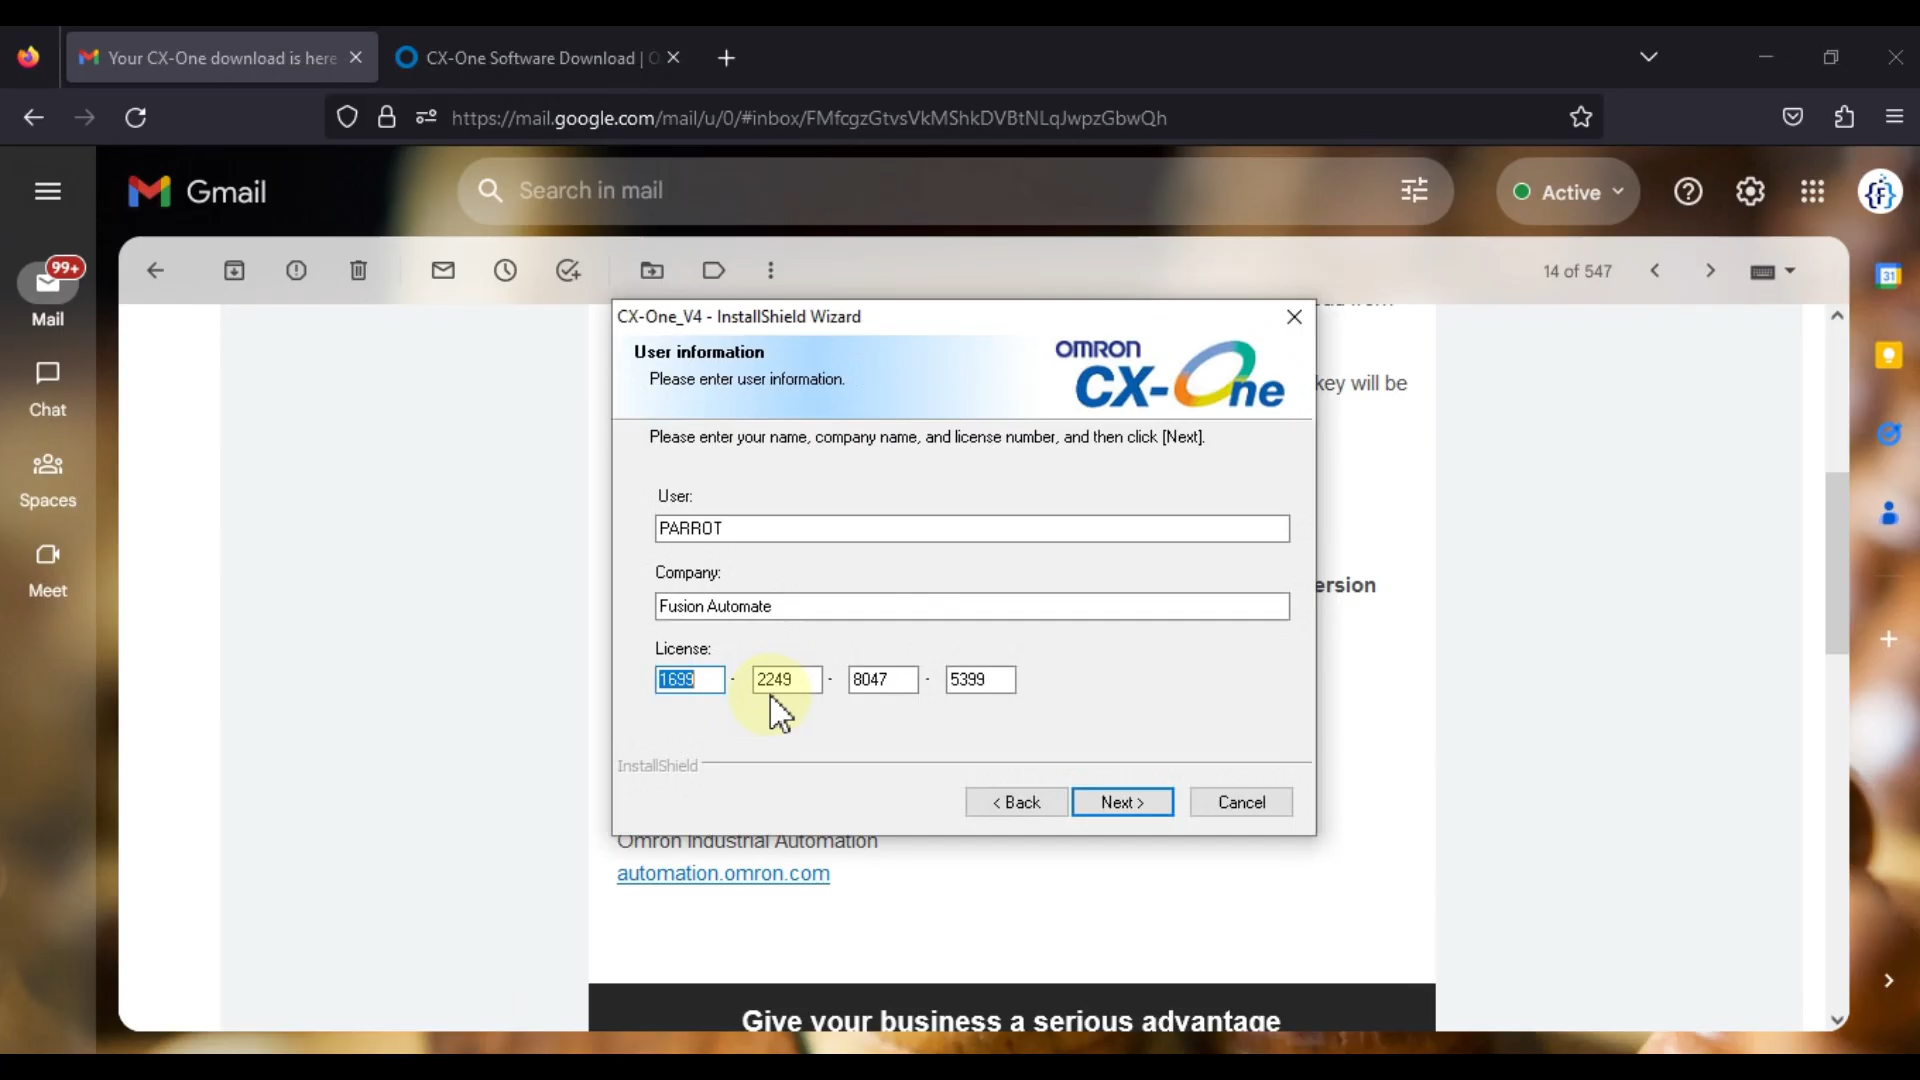 Your CX-One download is here
CX-One Software Download | O
https://mail.google.com/mail/u/0/#inbox/FMfcgzGtvsVkMShkDVBtNLqJwpzGbwQh
Gmail
Search in mail
Active
99+
Mail
Chat
Spaces
Meet
14 of 547
31
key will be
ersion
CX-One_V4 - InstallShield Wizard
User information
Please enter user information.
OMRON
CX-One
Please enter your name, company name, and license number, and then click [Next].
User:
PARROT
Company:
Fusion Automate
License:
1699 - 2249 - 8047 - 5399
InstallShield
< Back Next > Cancel
Omron Industrial Automation
automation.omron.com
Give your business a serious advantage